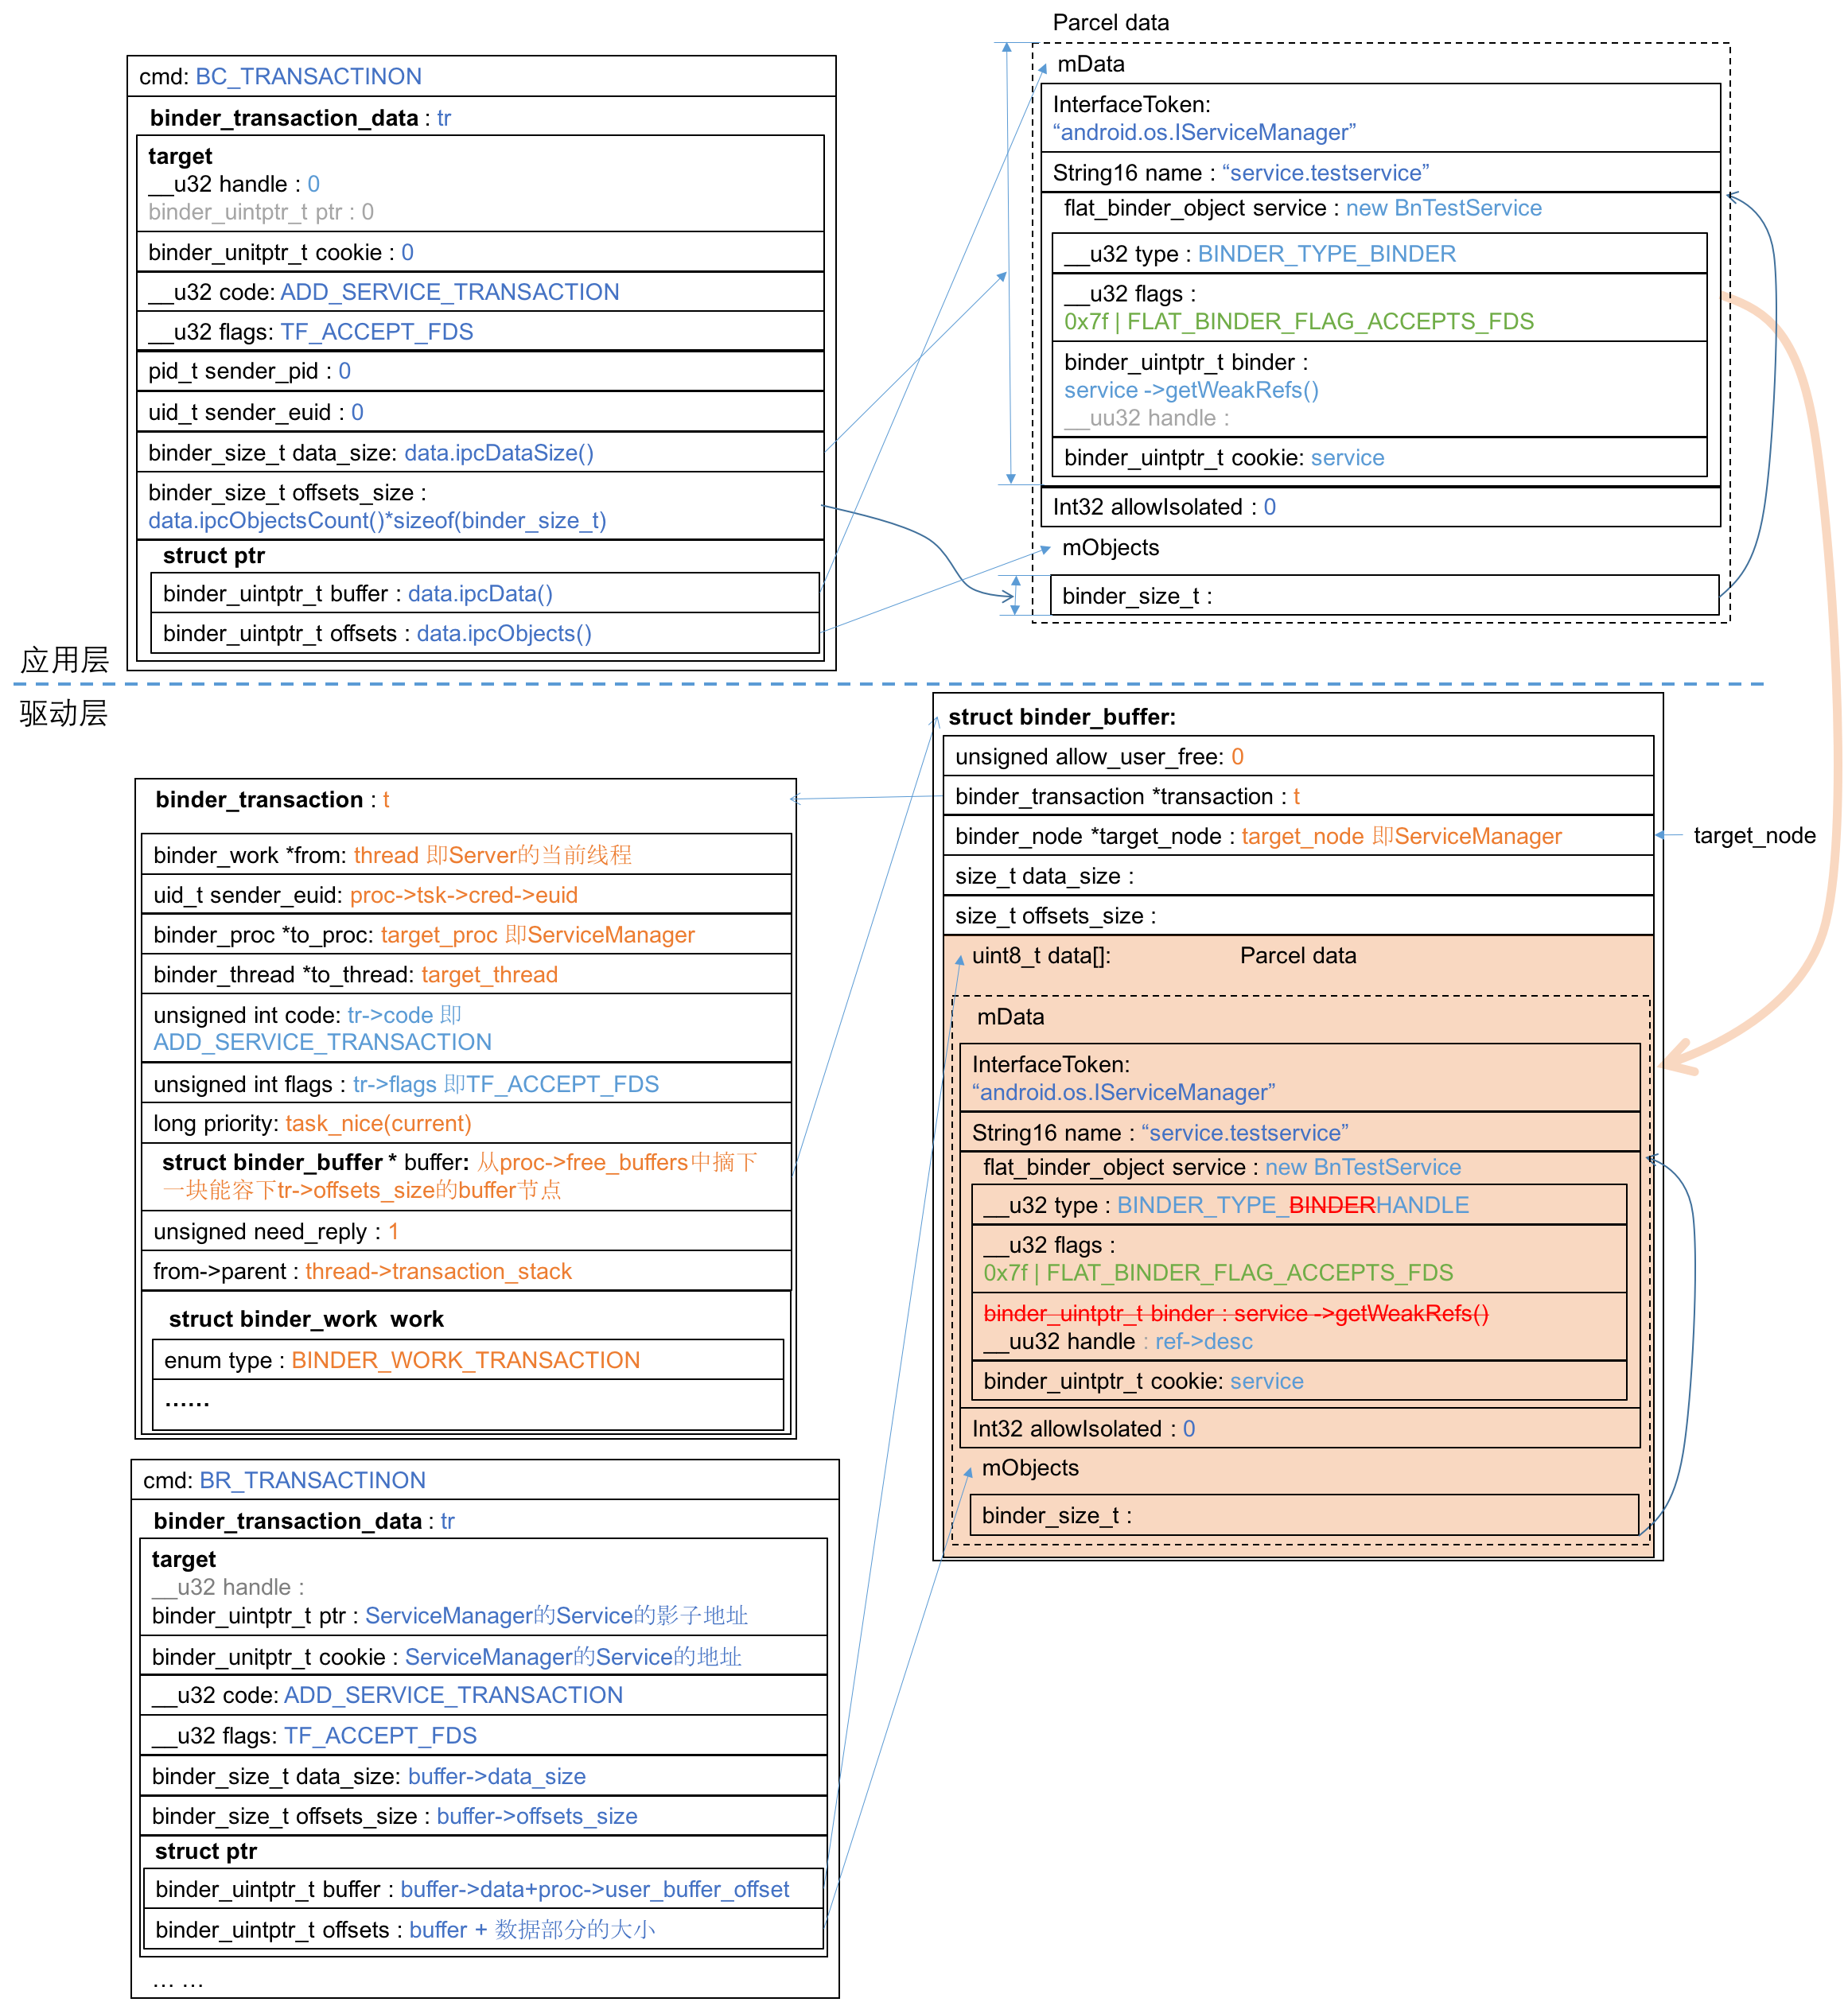 cmd: BC_TRANSACTINON
binder_transaction_data : tr
target
__u32 handle : 0
binder_uintptr_t ptr : 0
binder_unitptr_t cookie : 0
__u32 code: ADD_SERVICE_TRANSACTION
__u32 flags: TF_ACCEPT_FDS
pid_t sender_pid : 0
uid_t sender_euid : 0
binder_size_t data_size: data.ipcDataSize()
binder_size_t offsets_size :
data.ipcObjectsCount()*sizeof(binder_size_t)
struct ptr
binder_uintptr_t buffer : data.ipcData()
binder_uintptr_t offsets : data.ipcObjects()
Parcel data
mData
InterfaceToken:
“android.os.IServiceManager”
String16 name : “service.testservice”
flat_binder_object service : new BnTestService
__u32 type : BINDER_TYPE_BINDER
__u32 flags :
0x7f | FLAT_BINDER_FLAG_ACCEPTS_FDS
binder_uintptr_t binder :
service ->getWeakRefs()
__uu32 handle :
binder_uintptr_t cookie: service
Int32 allowIsolated : 0
mObjects
binder_size_t :
应用层
驱动层
binder_transaction : t
binder_work *from: thread 即Server的当前线程
uid_t sender_euid: proc->tsk->cred->euid
binder_proc *to_proc: target_proc 即ServiceManager
binder_thread *to_thread: target_thread
unsigned int code: tr->code 即
ADD_SERVICE_TRANSACTION
unsigned int flags : tr->flags 即TF_ACCEPT_FDS
long priority: task_nice(current)
struct binder_buffer * buffer: 从proc->free_buffers中摘下
一块能容下tr->offsets_size的buffer节点
unsigned need_reply : 1
from->parent : thread->transaction_stack
struct binder_work work
enum type : BINDER_WORK_TRANSACTION
……
struct binder_buffer:
unsigned allow_user_free: 0
binder_transaction *transaction : t
binder_node *target_node : target_node 即ServiceManager
target_node
size_t data_size :
size_t offsets_size :
uint8_t data[]: Parcel data
mData
InterfaceToken:
“android.os.IServiceManager”
String16 name : “service.testservice”
flat_binder_object service : new BnTestService
__u32 type : BINDER_TYPE_BINDERHANDLE
__u32 flags :
0x7f | FLAT_BINDER_FLAG_ACCEPTS_FDS
binder_uintptr_t binder : service ->getWeakRefs()
__uu32 handle : ref->desc
binder_uintptr_t cookie: service
Int32 allowIsolated : 0
mObjects
binder_size_t :
cmd: BR_TRANSACTINON
binder_transaction_data : tr
target
__u32 handle :
binder_uintptr_t ptr : ServiceManager的Service的影子地址
binder_unitptr_t cookie : ServiceManager的Service的地址
__u32 code: ADD_SERVICE_TRANSACTION
__u32 flags: TF_ACCEPT_FDS
binder_size_t data_size: buffer->data_size
binder_size_t offsets_size : buffer->offsets_size
struct ptr
binder_uintptr_t buffer : buffer->data+proc->user_buffer_offset
binder_uintptr_t offsets : buffer + 数据部分的大小
… …